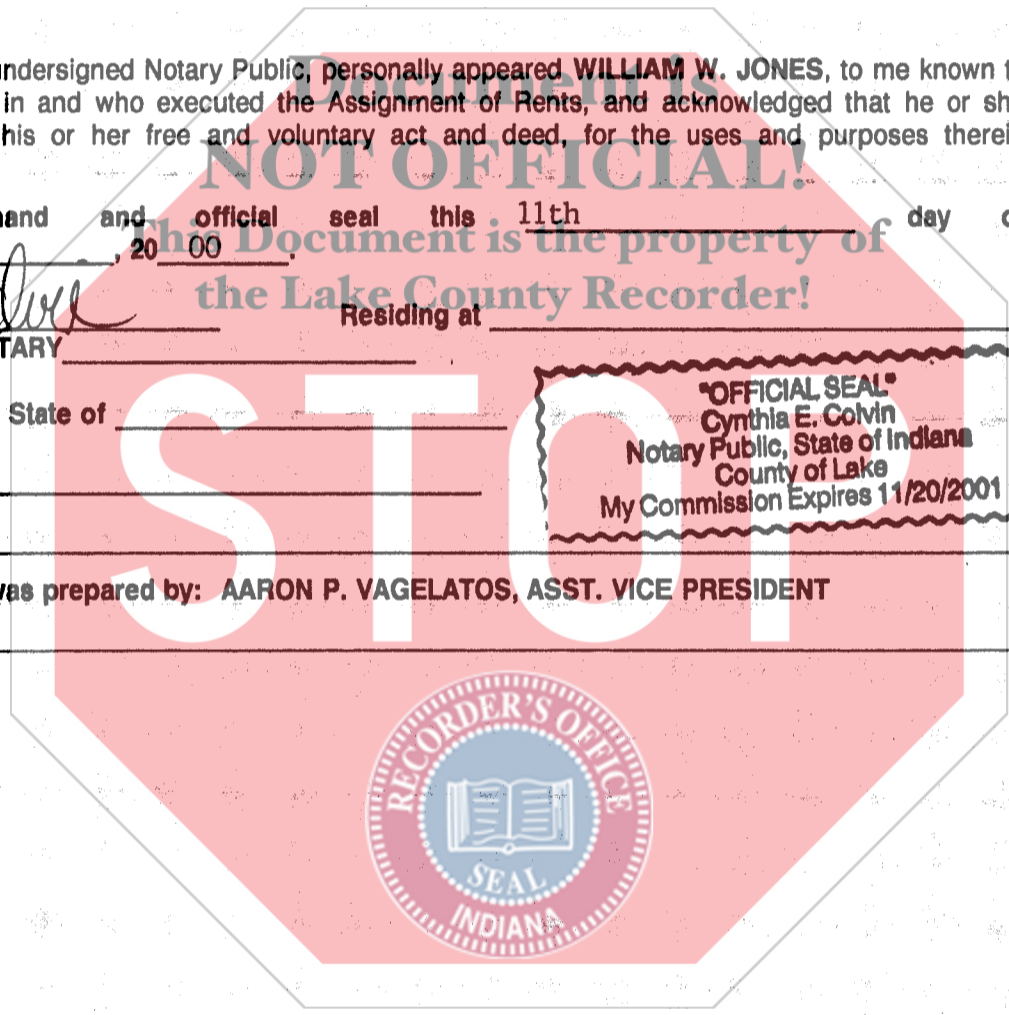 Document is
NOT OFFICIAL!
This Document is the property of
the Lake County Recorder!
STOP
undersigned Notary Public, personally appeared WILLIAM W. JONES, to me known t
in and who executed the Assignment of Rents, and acknowledged that he or sh
his or her free and voluntary act and deed, for the uses and purposes therei
and and official seal this 11th day o
, 20 00 .
Residing at
TARY
State of
"OFFICIAL SEAL"
Cynthia E. Colvin
Notary Public, State of Indiana
County of Lake
My Commission Expires 11/20/2001
was prepared by: AARON P. VAGELATOS, ASST. VICE PRESIDENT
RECORDER'S OFFICE
SEAL
INDIANA